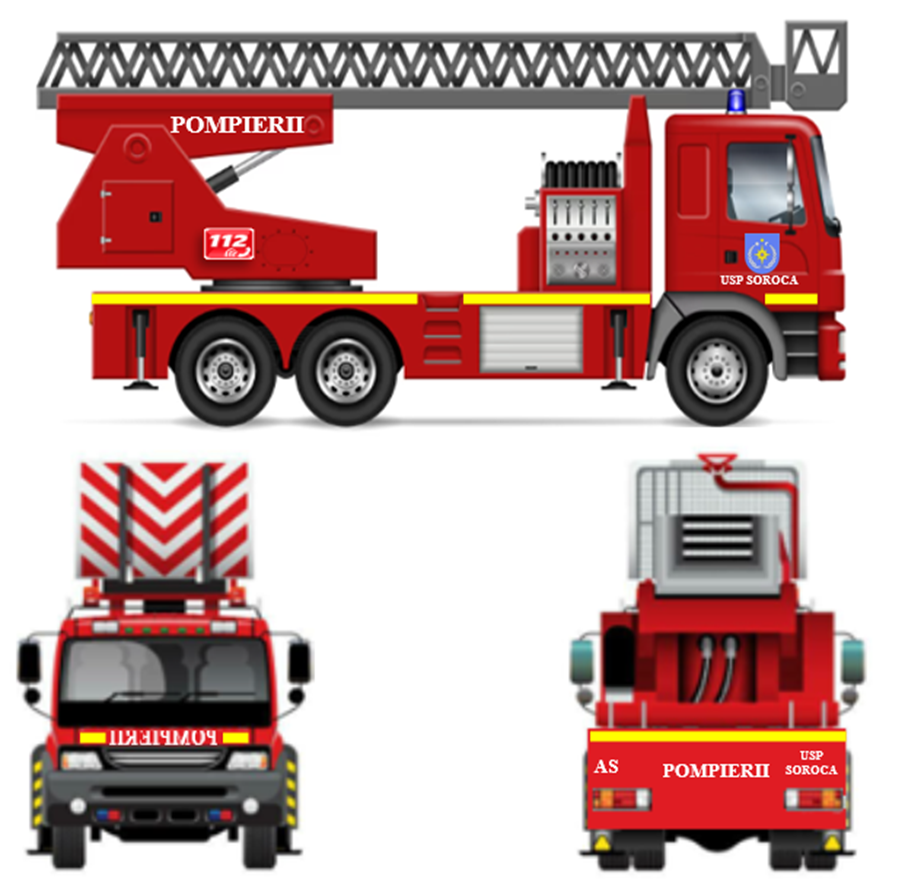 POMPIERII
112
USP SOROCA
POMPIERII
AS
POMPIERII
USP
SOROCA